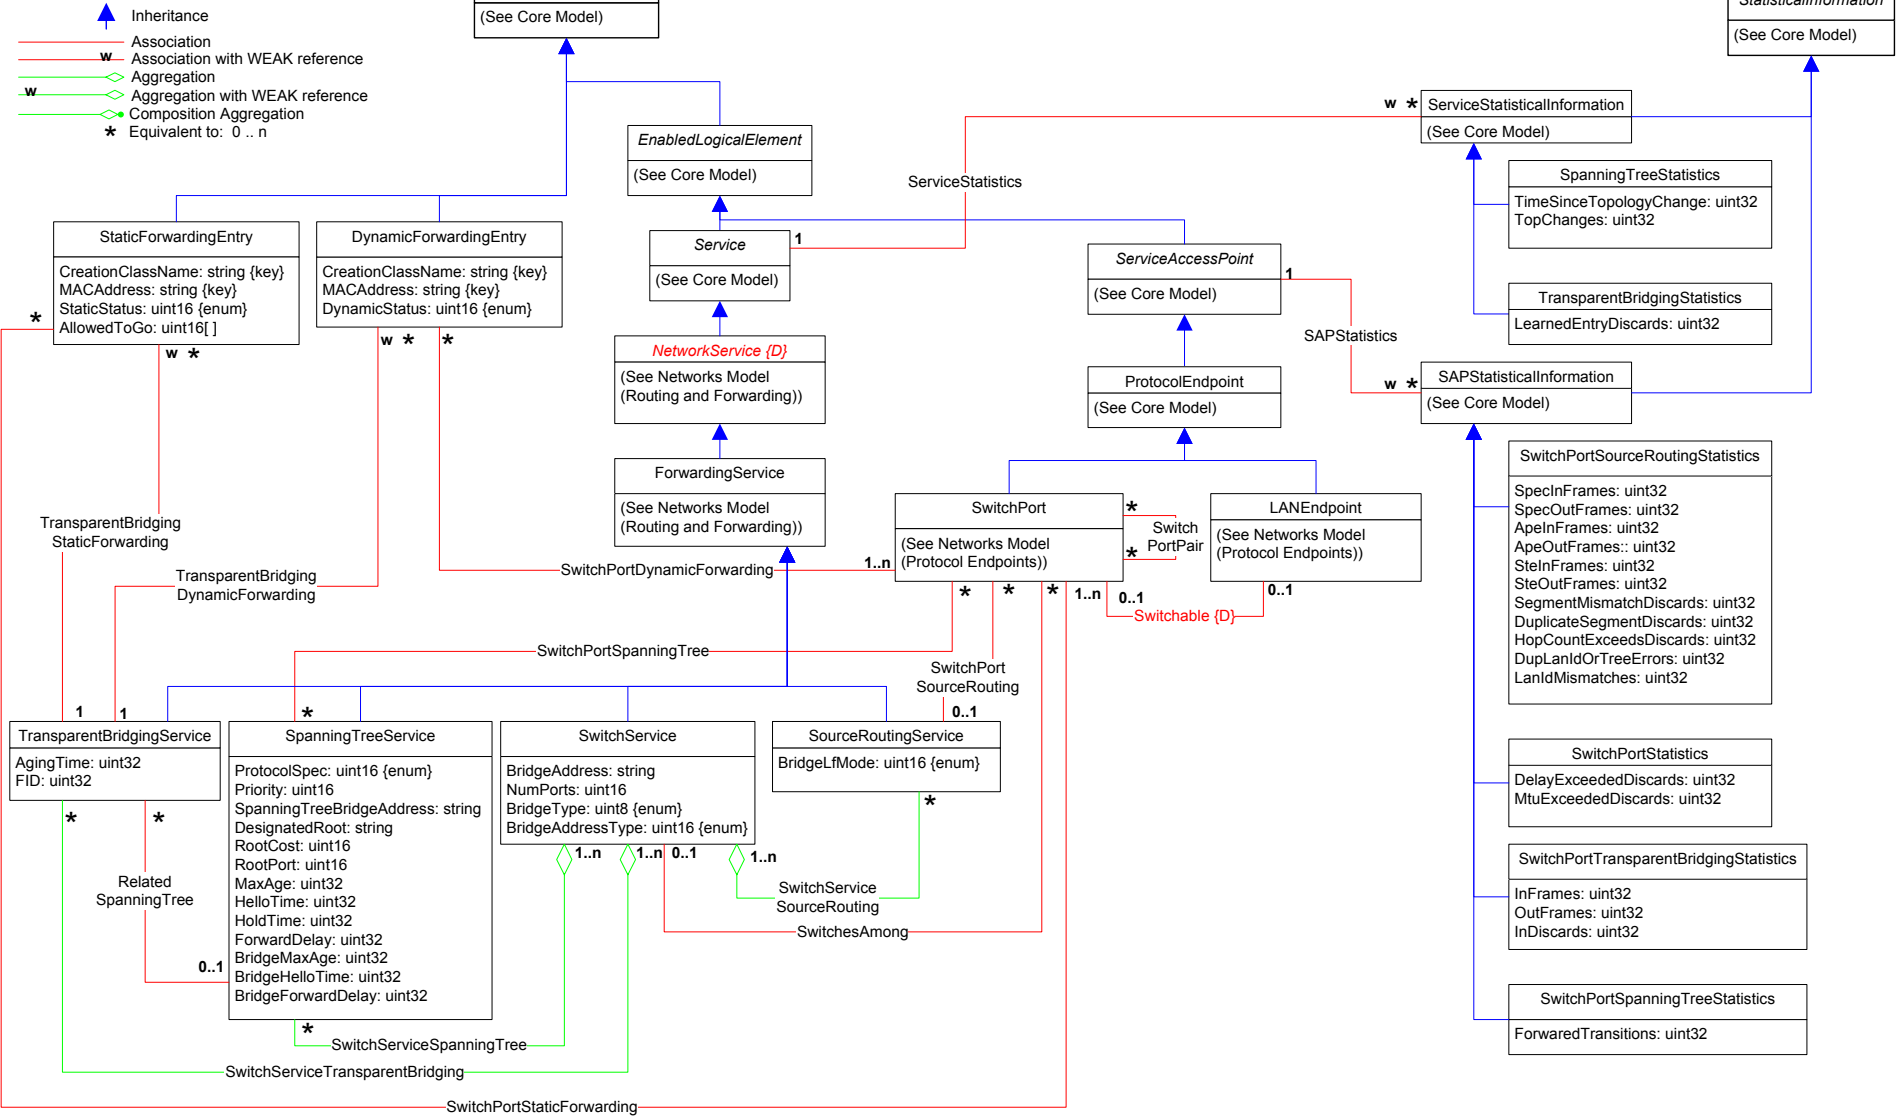 Inheritance
Association
w
Association with WEAK reference
Aggregation
w
Aggregation with WEAK reference
Composition Aggregation
* Equivalent to: 0 .. n
(See Core Model)
StatisticalInformation
(See Core Model)
EnabledLogicalElement
(See Core Model)
ServiceStatistics
w *
ServiceStatisticalInformation
(See Core Model)
SpanningTreeStatistics
TimeSinceTopologyChange: uint32
TopChanges: uint32
TransparentBridgingStatistics
LearnedEntryDiscards: uint32
StaticForwardingEntry
CreationClassName: string {key}
MACAddress: string {key}
StaticStatus: uint16 {enum}
AllowedToGo: uint16[ ]
*
w *
DynamicForwardingEntry
CreationClassName: string {key}
MACAddress: string {key}
DynamicStatus: uint16 {enum}
w *
*
Service
(See Core Model)
1
ServiceAccessPoint
(See Core Model)
1
SAPStatistics
w *
SAPStatisticalInformation
(See Core Model)
NetworkService {D}
(See Networks Model
(Routing and Forwarding))
ProtocolEndpoint
(See Core Model)
ForwardingService
(See Networks Model
(Routing and Forwarding))
SwitchPort
(See Networks Model
(Protocol Endpoints))
*
Switch
PortPair
*
LANEndpoint
(See Networks Model
(Protocol Endpoints))
SwitchPortSourceRoutingStatistics
SpecInFrames: uint32
SpecOutFrames: uint32
ApeInFrames: uint32
ApeOutFrames:: uint32
SteInFrames: uint32
SteOutFrames: uint32
SegmentMismatchDiscards: uint32
DuplicateSegmentDiscards: uint32
HopCountExceedsDiscards: uint32
DupLanIdOrTreeErrors: uint32
LanIdMismatches: uint32
TransparentBridging
StaticForwarding
TransparentBridging
DynamicForwarding
SwitchPortDynamicForwarding
1..n
*
*
*
1..n
0..1
0..1
Switchable {D}
SwitchPortSpanningTree
SwitchPort
SourceRouting
1
1
*
0..1
TransparentBridgingService
AgingTime: uint32
FID: uint32
*
*
SpanningTreeService
ProtocolSpec: uint16 {enum}
Priority: uint16
SpanningTreeBridgeAddress: string
DesignatedRoot: string
RootCost: uint16
RootPort: uint16
MaxAge: uint32
HelloTime: uint32
HoldTime: uint32
ForwardDelay: uint32
BridgeMaxAge: uint32
BridgeHelloTime: uint32
BridgeForwardDelay: uint32
SwitchService
BridgeAddress: string
NumPorts: uint16
BridgeType: uint8 {enum}
BridgeAddressType: uint16 {enum}
SourceRoutingService
BridgeLfMode: uint16 {enum}
*
1..n
1..n
0..1
1..n
SwitchService
SourceRouting
SwitchesAmong
Related
SpanningTree
0..1
*
SwitchServiceSpanningTree
SwitchServiceTransparentBridging
SwitchPortStaticForwarding
SwitchPortStatistics
DelayExceededDiscards: uint32
MtuExceededDiscards: uint32
SwitchPortTransparentBridgingStatistics
InFrames: uint32
OutFrames: uint32
InDiscards: uint32
SwitchPortSpanningTreeStatistics
ForwaredTransitions: uint32